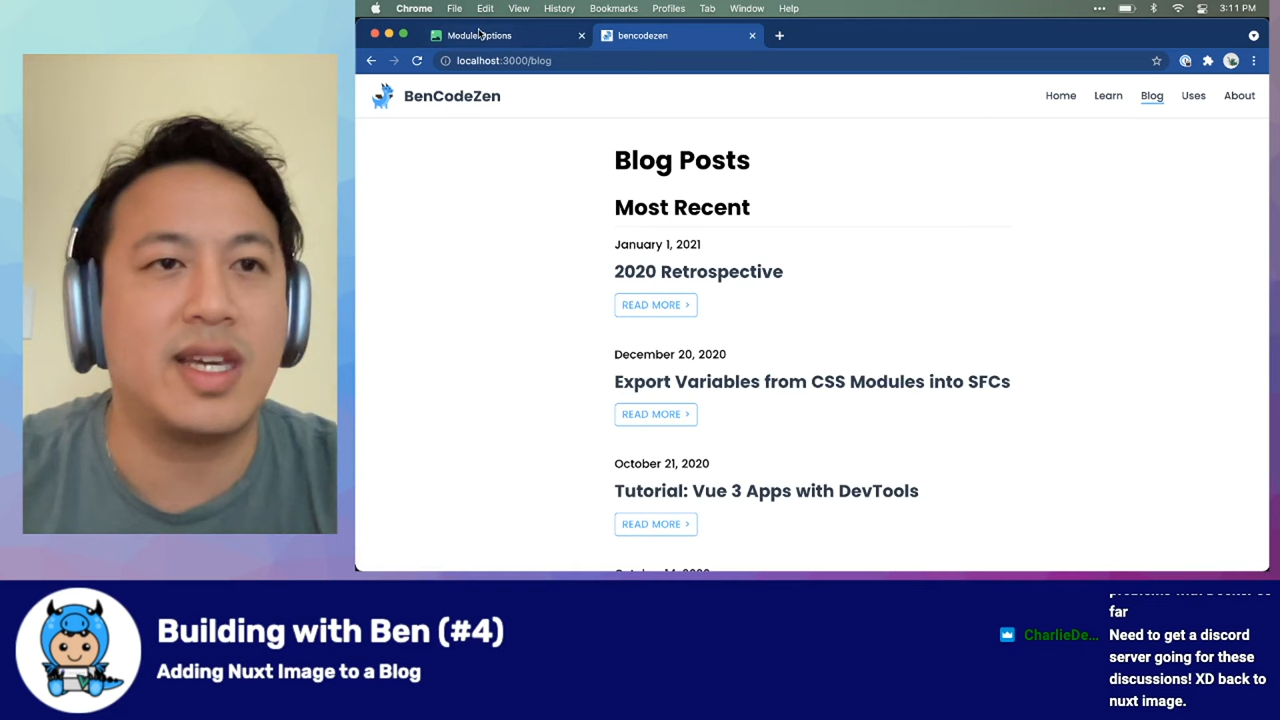 Chrome File Edit View History Bookmarks Profiles Tab Window Help 3:11 PM
Module Options bencodezen
localhost:3000/blog
BenCodeZen Home Learn Blog Uses About
Blog Posts
Most Recent
January 1, 2021
2020 Retrospective
READ MORE >
December 20, 2020
Export Variables from CSS Modules into SFCs
READ MORE >
October 21, 2020
Tutorial: Vue 3 Apps with DevTools
READ MORE >
Building with Ben (#4)
Adding Nuxt Image to a Blog
far
CharlieDe... Need to get a discord
server going for these
discussions! XD back to
nuxt image.